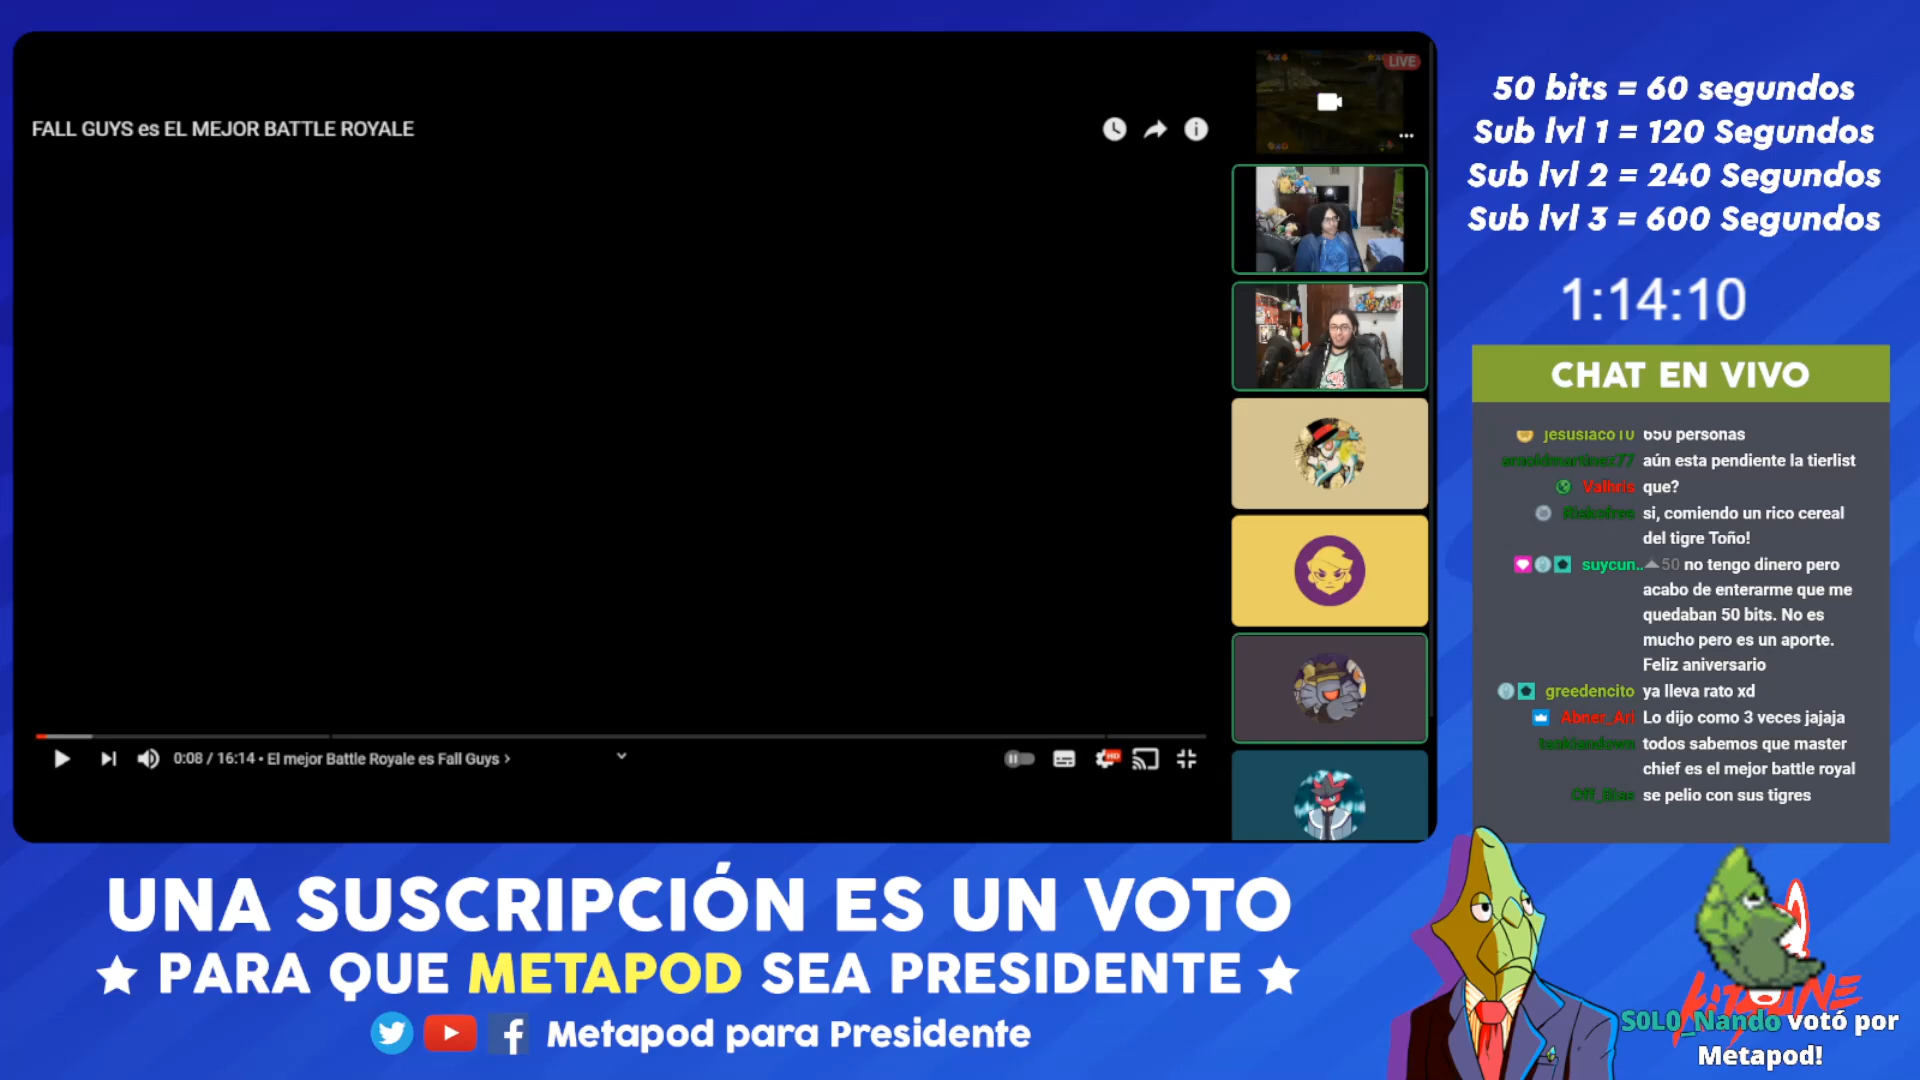 FALL GUYS es EL MEJOR BATTLE ROYALE
LIVE
0:08 / 16:14 • El mejor Battle Royale es Fall Guys ›
HD
50 bits = 60 segundos
Sub lvl 1 = 120 Segundos
Sub lvl 2 = 240 Segundos
Sub lvl 3 = 600 Segundos
1:14:10
CHAT EN VIVO
jesusiaco10 650 personas
arnoldmartinez77 aún esta pendiente la tierlist
Valhris que?
si, comiendo un rico cereal
del tigre Toño!
suycun.. 50 no tengo dinero pero
acabo de enterarme que me
quedaban 50 bits. No es
mucho pero es un aporte.
Feliz aniversario
greedencito ya lleva rato xd
Abner_Ari Lo dijo como 3 veces jajaja
todos sabemos que master
chief es el mejor battle royal
se pelio con sus tigres
UNA SUSCRIPCIÓN ES UN VOTO
PARA QUE METAPOD SEA PRESIDENTE
Metapod para Presidente
S0L0_Nando votó por
Metapod!